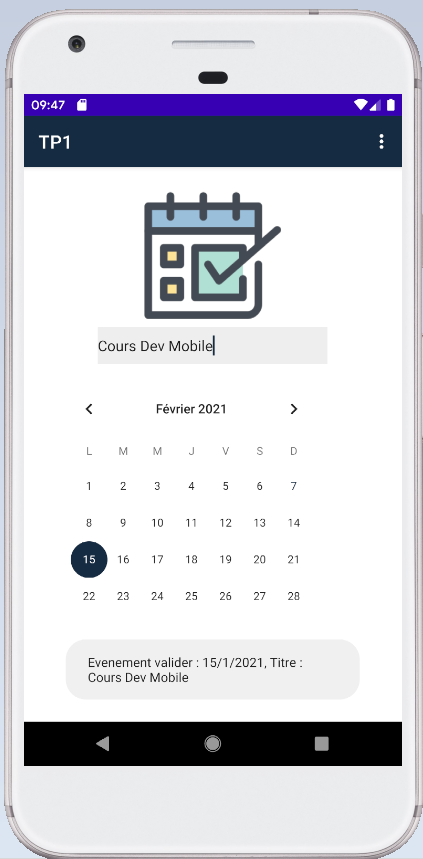 09:47
TP1
Cours Dev Mobile
Février 2021
L M M J V S D
1 2 3 4 5 6 7
8 9 10 11 12 13 14
15 16 17 18 19 20 21
22 23 24 25 26 27 28
Evenement valider : 15/1/2021, Titre :
Cours Dev Mobile